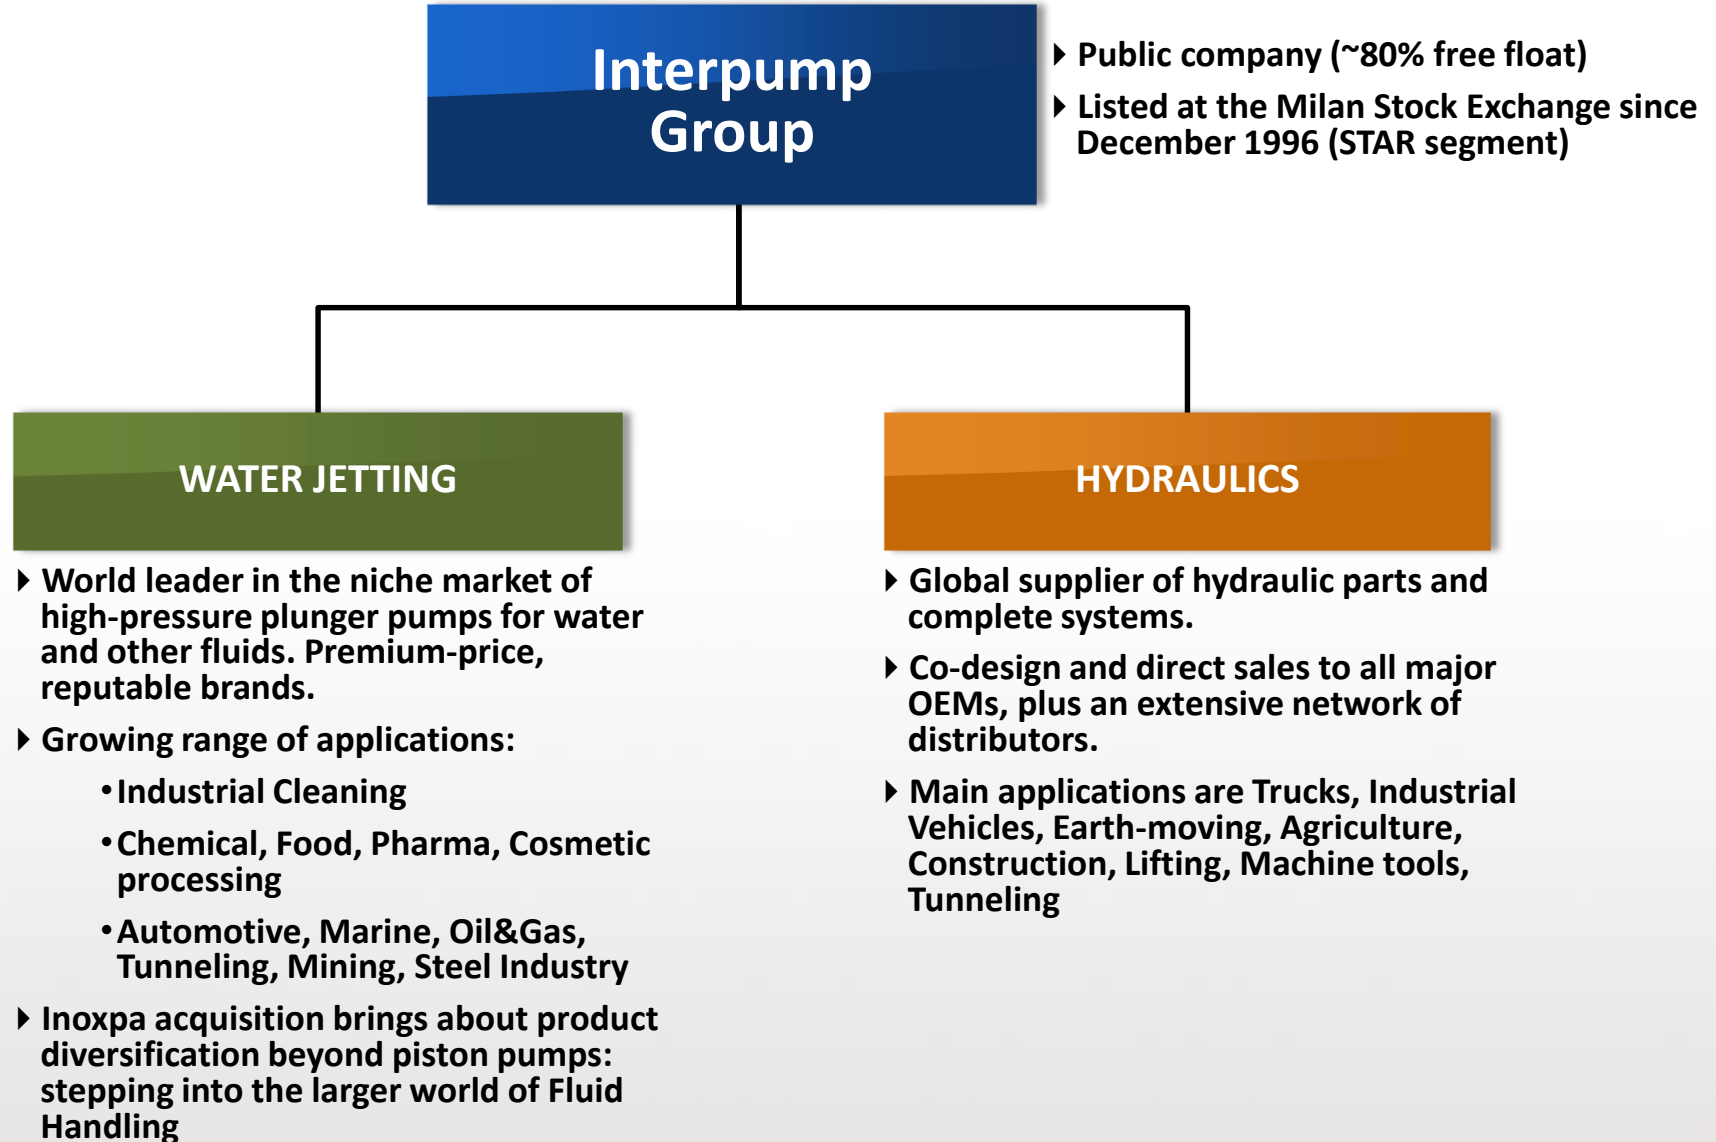 Interpump
Group
Public company (~80% free float)
Listed at the Milan Stock Exchange since
December 1996 (STAR segment)
WATER JETTING
World leader in the niche market of
high-pressure plunger pumps for water
and other fluids. Premium-price,
reputable brands.
Growing range of applications:
•Industrial Cleaning
•Chemical, Food, Pharma, Cosmetic
processing
•Automotive, Marine, Oil&Gas,
Tunneling, Mining, Steel Industry
Inoxpa acquisition brings about product
diversification beyond piston pumps:
stepping into the larger world of Fluid
Handling
HYDRAULICS
Global supplier of hydraulic parts and
complete systems.
Co-design and direct sales to all major
OEMs, plus an extensive network of
distributors.
Main applications are Trucks, Industrial
Vehicles, Earth-moving, Agriculture,
Construction, Lifting, Machine tools,
Tunneling